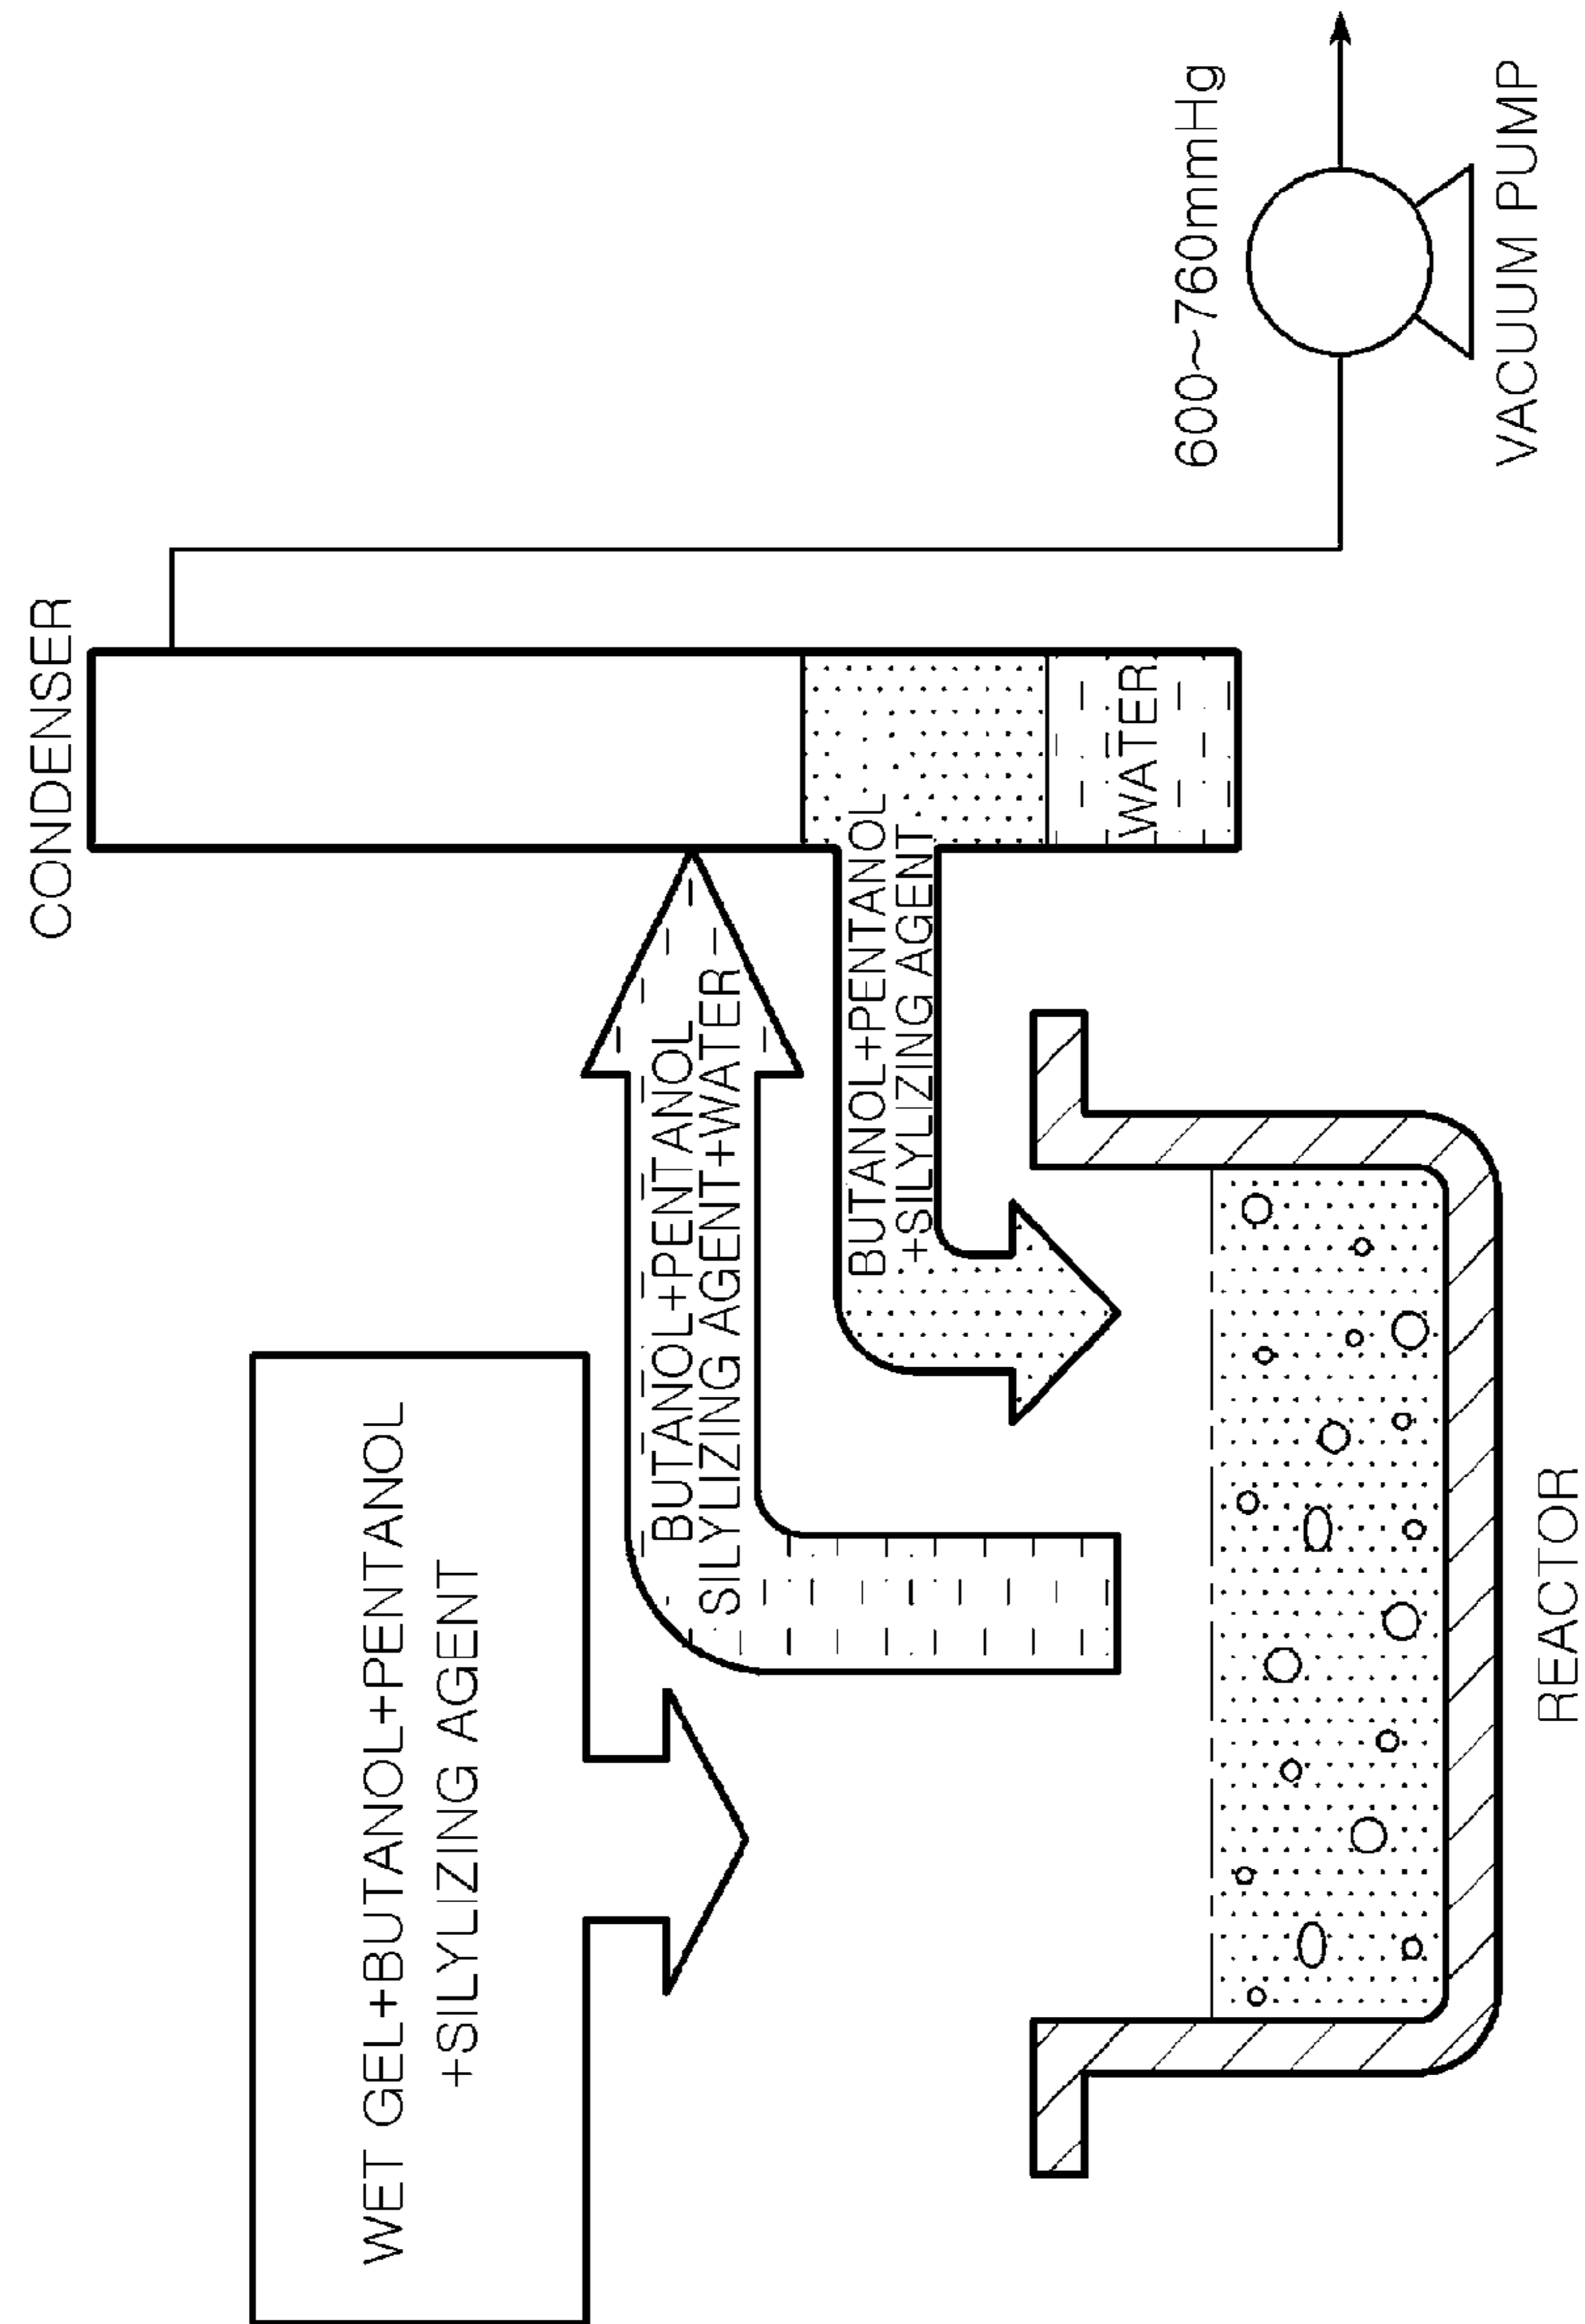 WET GEL+BUTANOL+PENTANOL
+SILYLIZING AGENT
CONDENSER
BUTANOL+PENTANOL
SILYLIZING AGENT+WATER
BUTANOL+PENTANOL
+SILYLIZING AGENT
WATER
600~760mmHg
VACUUM PUMP
REACTOR